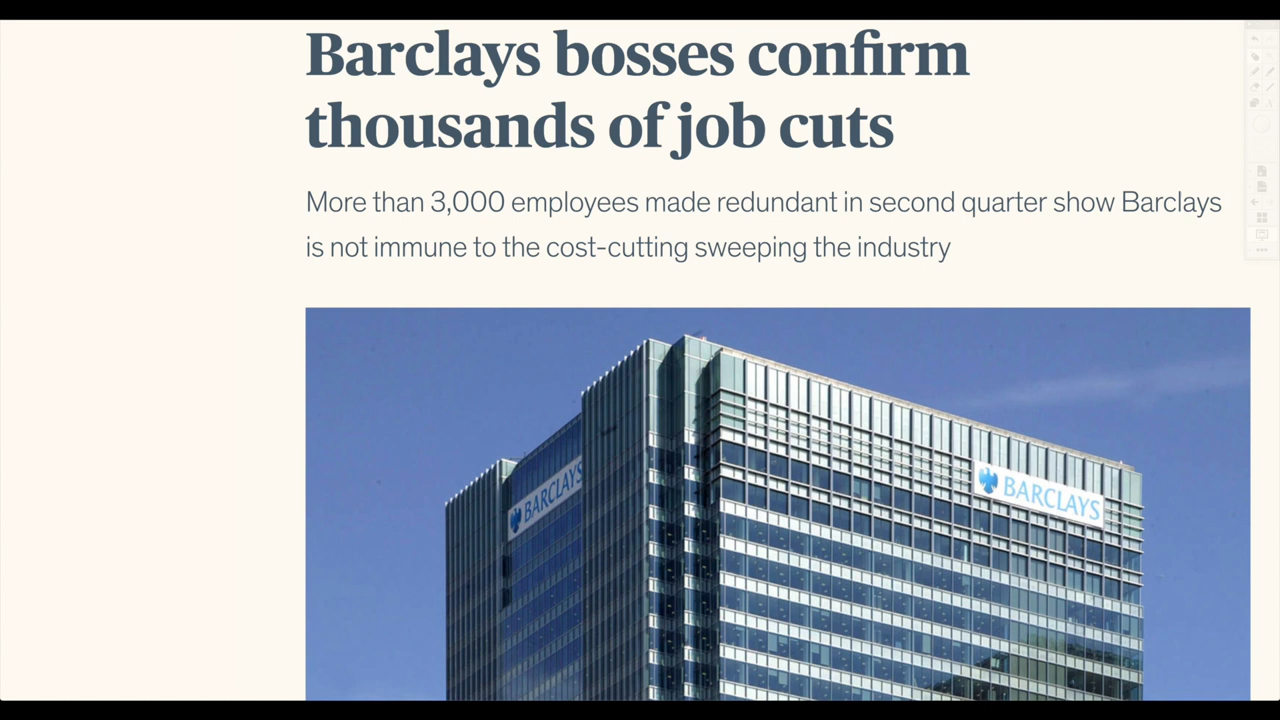 Barclays bosses confirm
thousands of job cuts
More than 3,000 employees made redundant in second quarter show Barclays
is not immune to the cost-cutting sweeping the industry
BARCLAYS
BARCLAYS